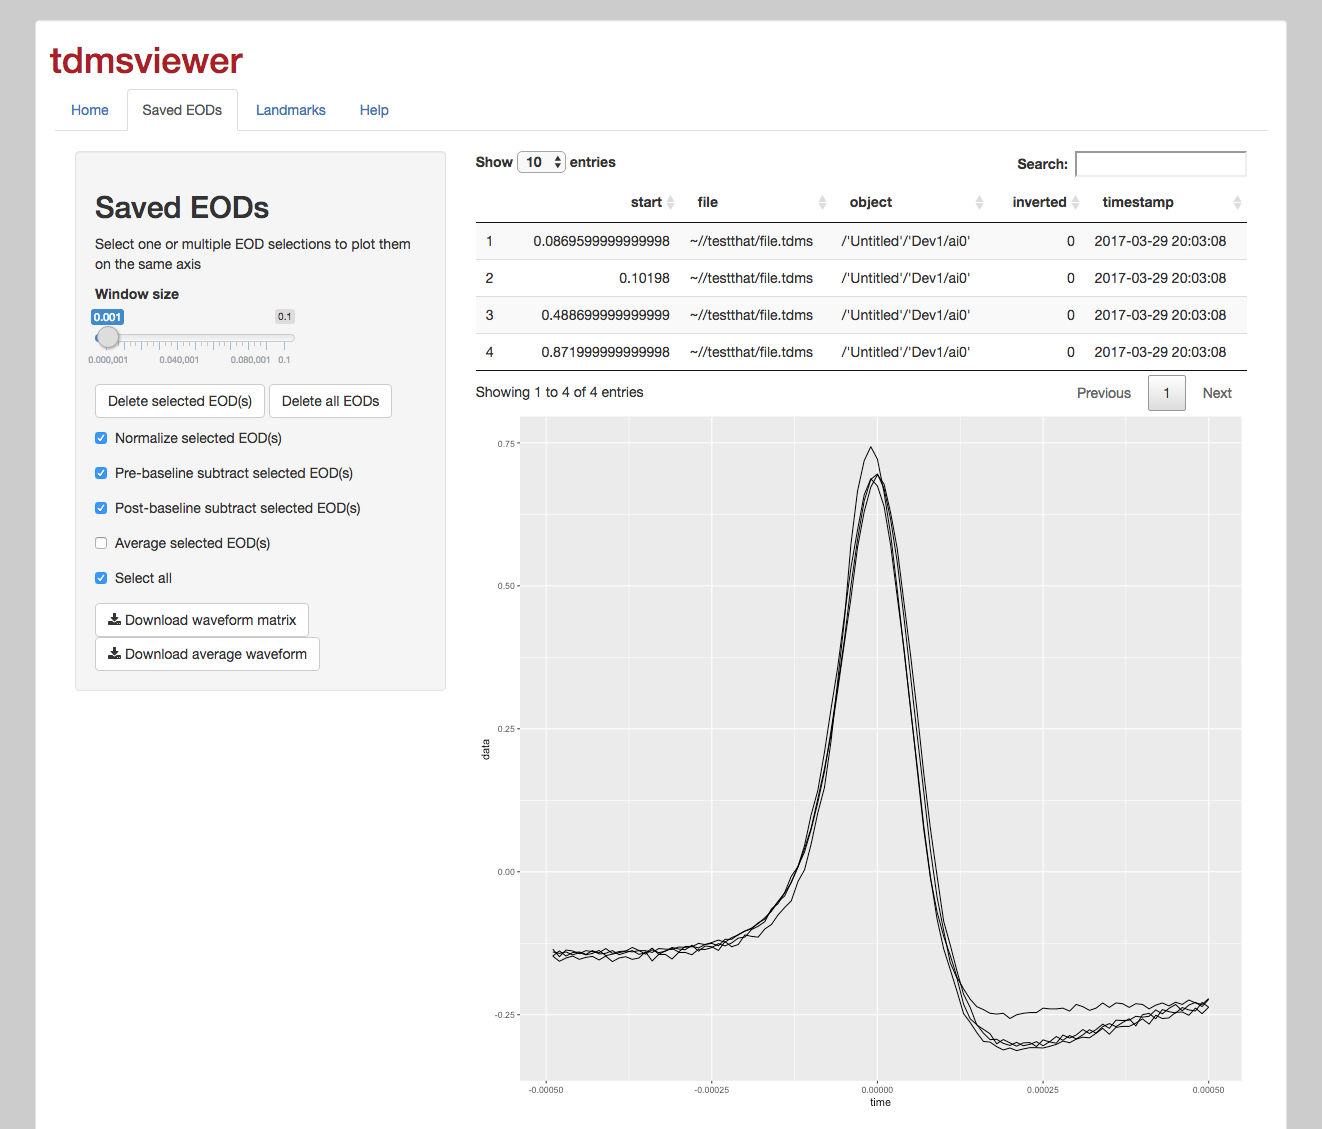 tdmsviewer
Home Saved EODs Landmarks Help
Saved EODs
Select one or multiple EOD selections to plot them
on the same axis
Window size
0.001 0.1
0.000,001 0.040,001 0.080,001 0.1
Delete selected EOD(s) Delete all EODs
Normalize selected EOD(s)
Pre-baseline subtract selected EOD(s)
Post-baseline subtract selected EOD(s)
Average selected EOD(s)
Select all
Download waveform matrix
Download average waveform
Show 10 entries Search:
start file object inverted timestamp
1 0.0869599999999998 ~//testthat/file.tdms /'Untitled'/'Dev1/ai0' 0 2017-03-29 20:03:08
2 0.10198 ~//testthat/file.tdms /'Untitled'/'Dev1/ai0' 0 2017-03-29 20:03:08
3 0.488699999999999 ~//testthat/file.tdms /'Untitled'/'Dev1/ai0' 0 2017-03-29 20:03:08
4 0.871999999999998 ~//testthat/file.tdms /'Untitled'/'Dev1/ai0' 0 2017-03-29 20:03:08
Showing 1 to 4 of 4 entries Previous 1 Next
0.75
0.50
0.25
data
0.00
-0.25
-0.00050 -0.00025 0.00000 0.00025 0.00050
time